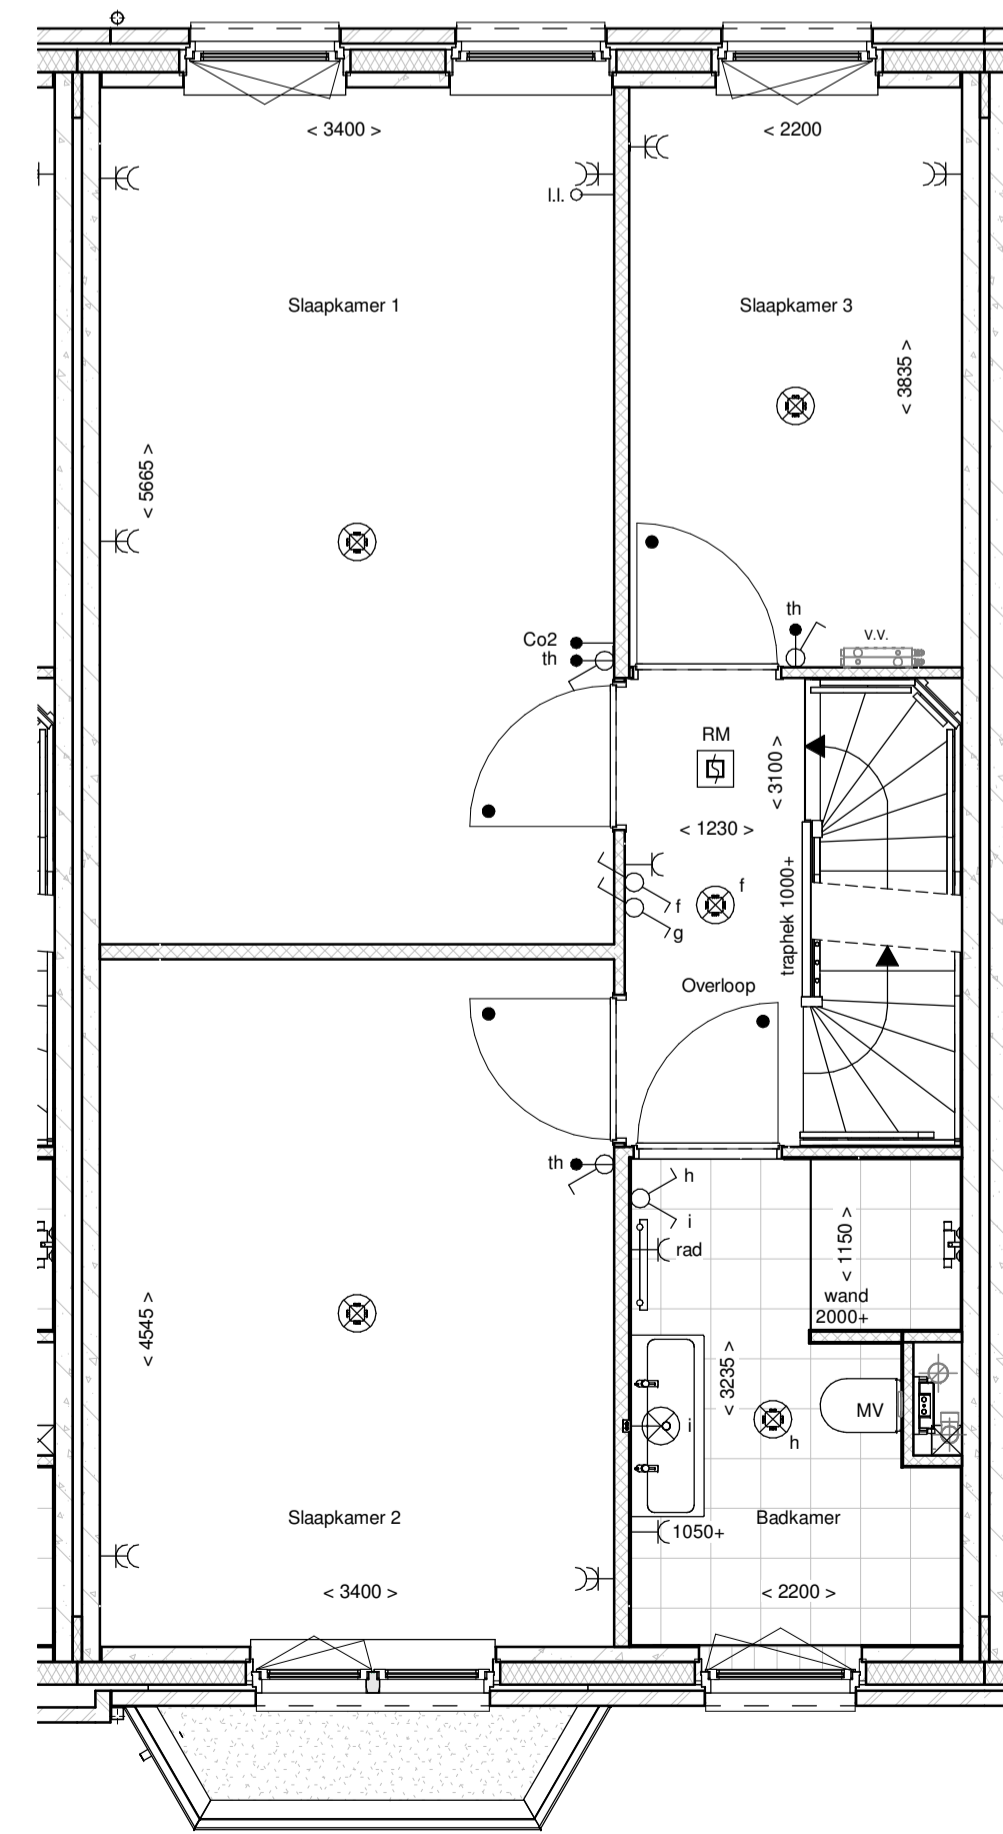 < 3400 >
< 2200
l.l.
Slaapkamer 1
Slaapkamer 3
< 3835 >
< 5665 >
th
V.V.
Co2
th
RM
< 3100 >
< 1230 >
traphek 1000+
f
f
g
Overloop
th
h
i
rad
< 1150 >
wand
2000+
< 4545 >
< 3235 >
MV
i
h
Slaapkamer 2
1050+
Badkamer
< 3400 >
< 2200 >